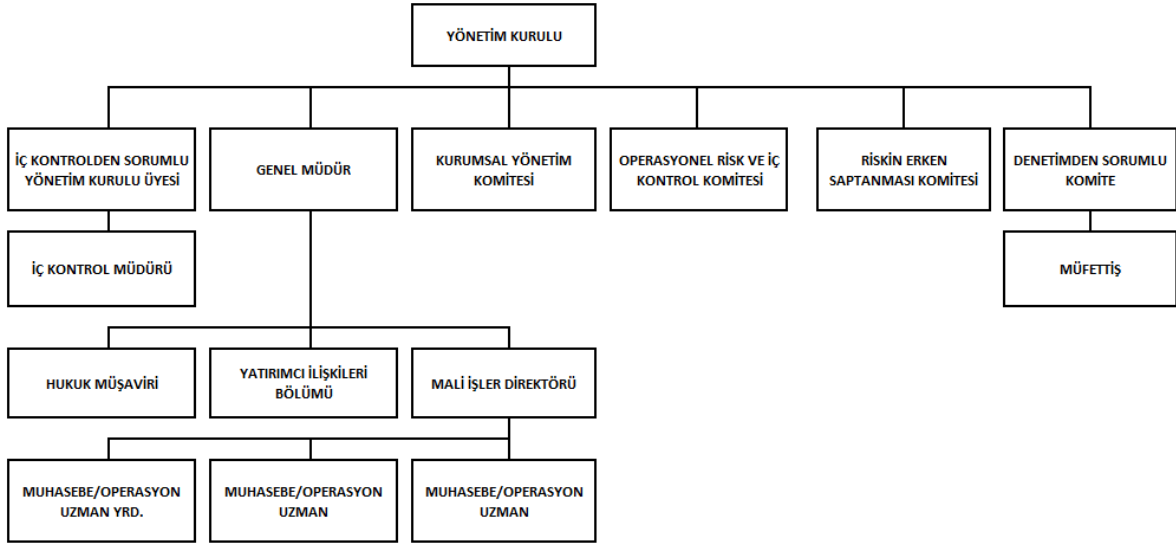 YÖNETİM KURULU
İÇ KONTROLDEN SORUMLU
YÖNETİM KURULU ÜYESİ
GENEL MÜDÜR
KURUMSAL YÖNETİM
KOMİTESİ
OPERASYONEL RİSK VE İÇ
KONTROL KOMİTESİ
RİSKİN ERKEN
SAPTANMASI KOMİTESİ
DENETİMDEN SORUMLU
KOMİTE
İÇ KONTROL MÜDÜRÜ
MÜFETTİŞ
HUKUK MÜŞAVİRİ
YATIRIMCI İLİŞKİLERİ
BÖLÜMÜ
MALİ İŞLER DİREKTÖRÜ
MUHASEBE/OPERASYON
UZMAN YRD.
MUHASEBE/OPERASYON
UZMAN
MUHASEBE/OPERASYON
UZMAN